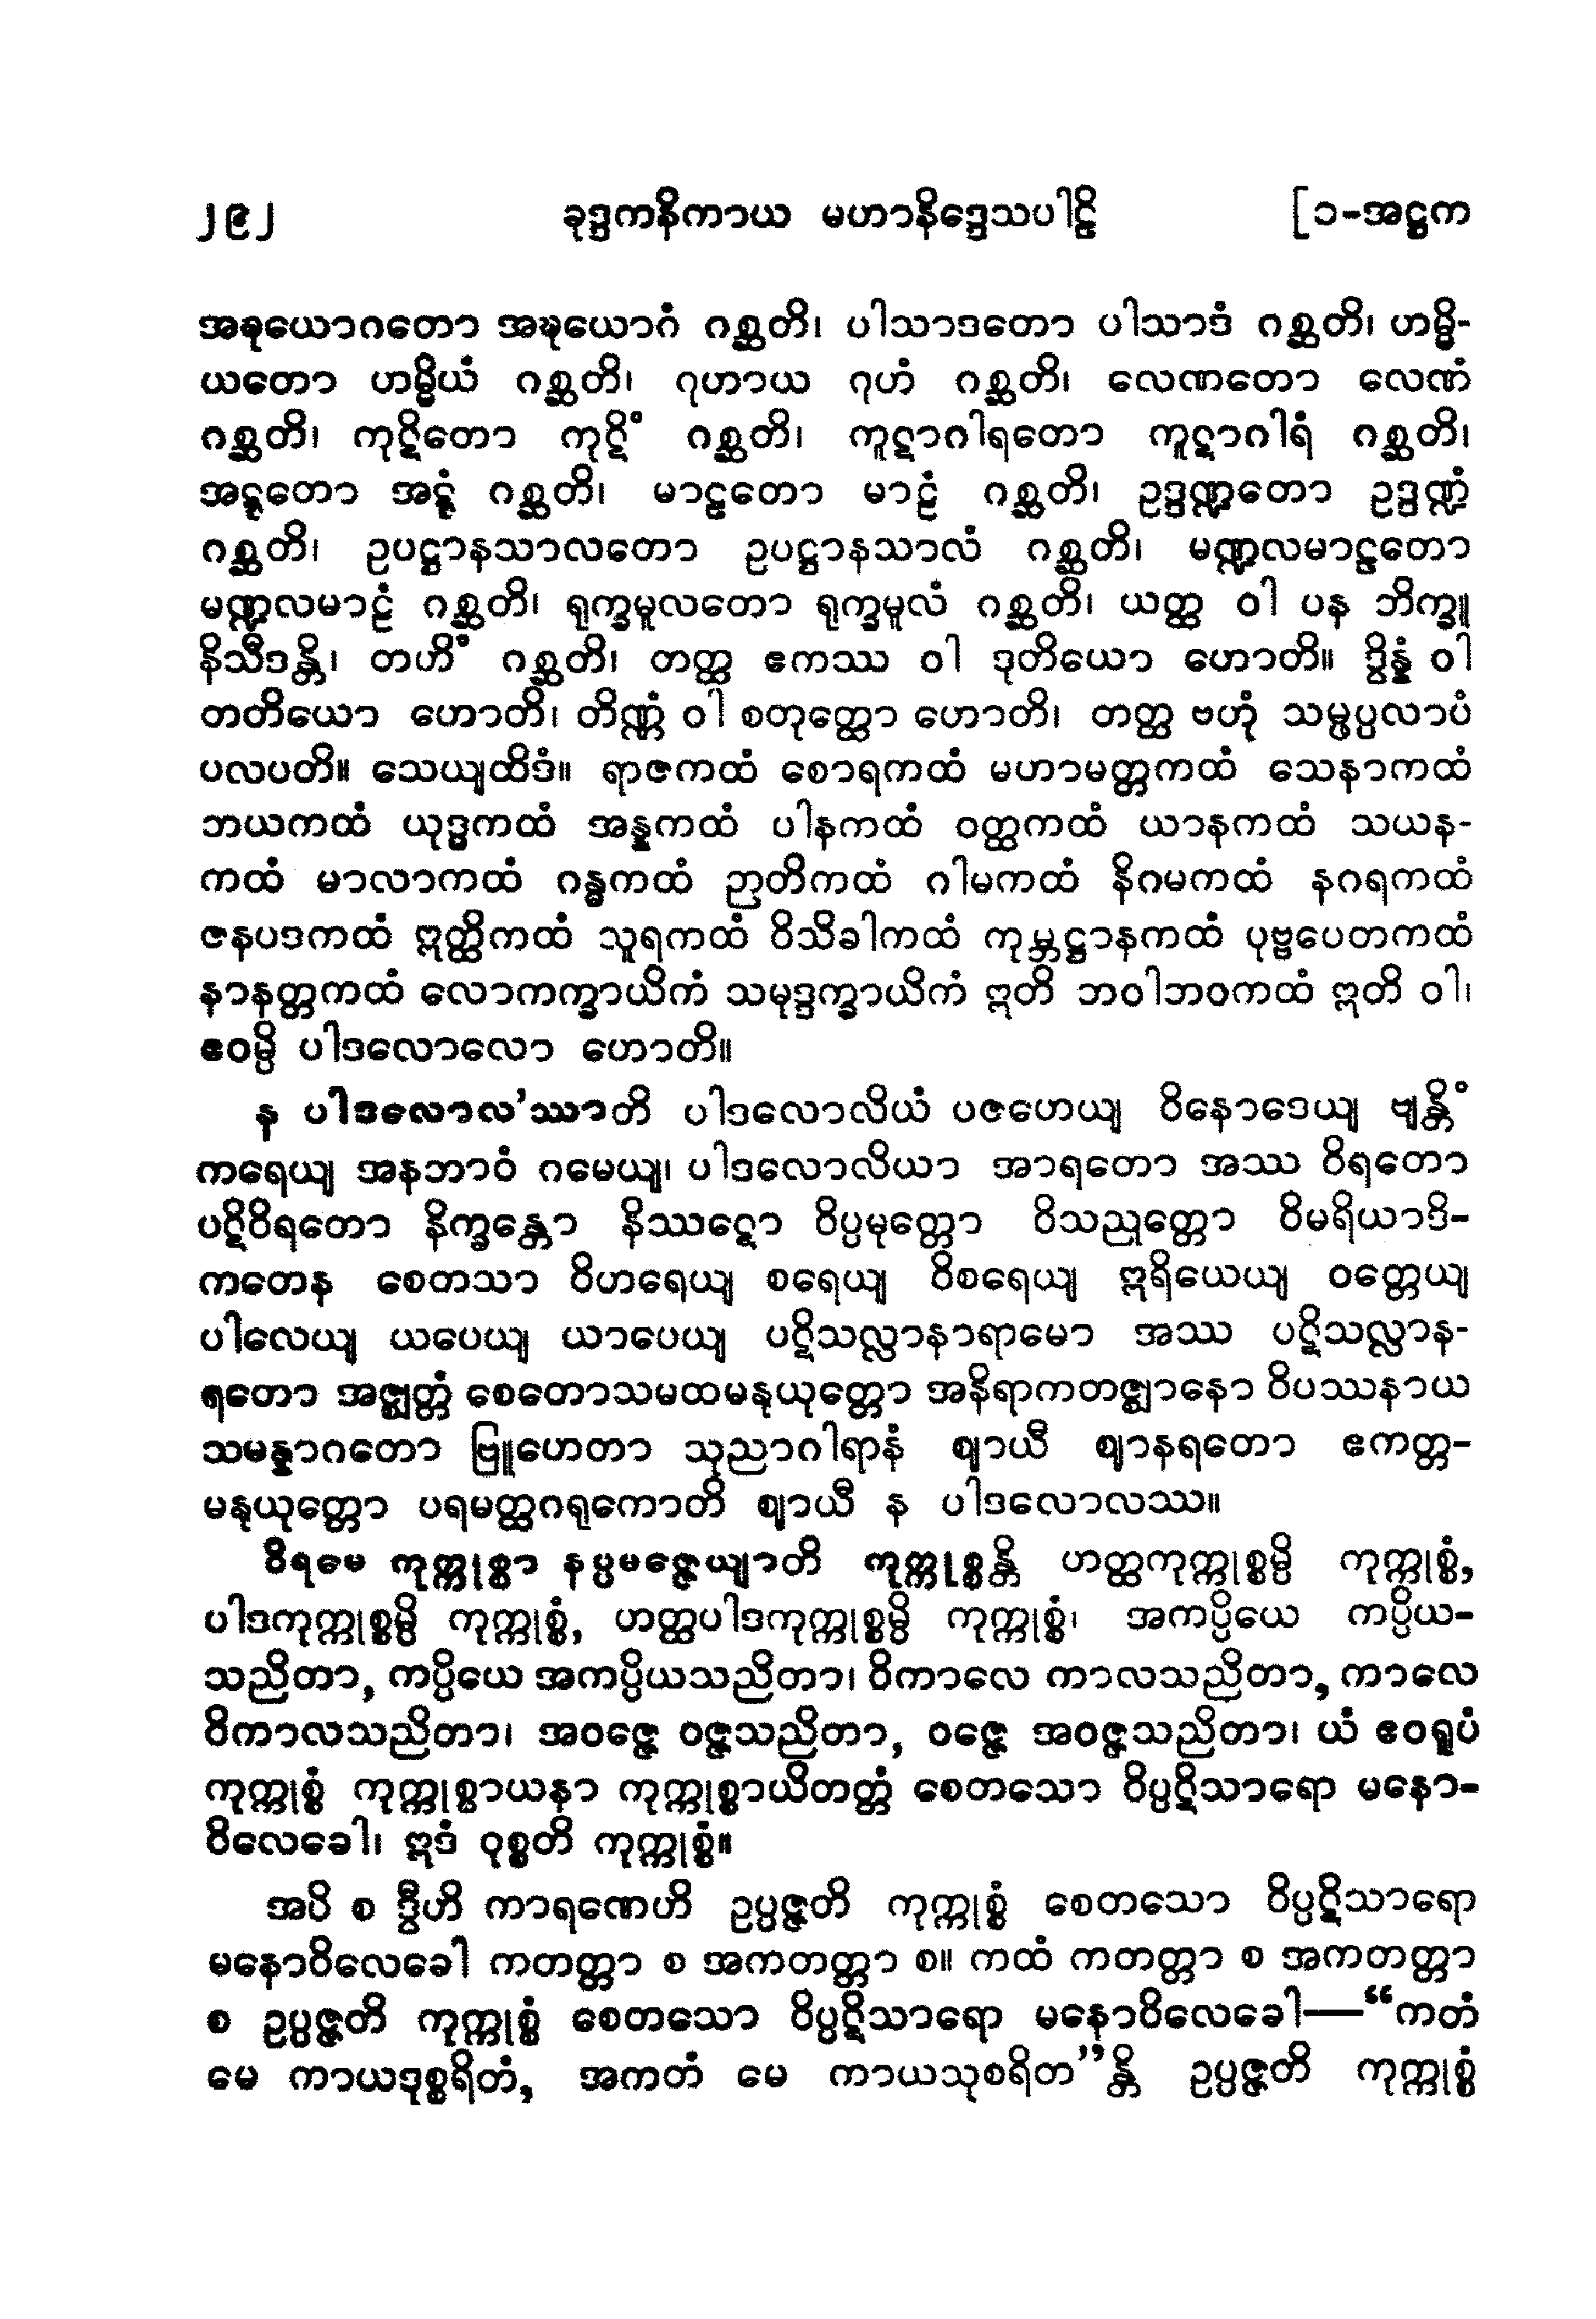 ၂၉၂ ခုဒ္ဒကနိကာယ မဟာနိဒ္ဒေသပါဠိ [၁-အဋ္ဌက
အဍ္ဎယောဂတော အဍ္ဎယောဂံ ဂစ္ဆတိ၊ ပါသာဒတော ပါသာဒံ ဂစ္ဆတိ၊ ဟမ္မိ-
ယတော ဟမ္မိယံ ဂစ္ဆတိ၊ ဂုဟာယ ဂုဟံ ဂစ္ဆတိ၊ လေဏတော လေဏံ
ဂစ္ဆတိ၊ ကုဋိတော ကုဋိံ ဂစ္ဆတိ၊ ကူဋာဂါရတော ကူဋာဂါရံ ဂစ္ဆတိ၊
အဋ္ဋတော အဋ္ဋံ ဂစ္ဆတိ၊ မာဠတော မာဠံ ဂစ္ဆတိ၊ ဥဒ္ဒဏ္ဍတော ဥဒ္ဒဏ္ဍံ
ဂစ္ဆတိ၊ ဥပဋ္ဌာနသာလတော ဥပဋ္ဌာနသာလံ ဂစ္ဆတိ၊ မဏ္ဍလမာဠတော
မဏ္ဍလမာဠံ ဂစ္ဆတိ၊ ရုက္ခမူလတော ရုက္ခမူလံ ဂစ္ဆတိ၊ ယတ္ထ ဝါ ပန ဘိက္ခူ
နိသီဒန္တိ၊ တဟိံ ဂစ္ဆတိ၊ တတ္ထ ဧကဿ ဝါ ဒုတိယော ဟောတိ။ ဒွိန္နံ ဝါ
တတိယော ဟောတိ၊ တိဏ္ဏံ ဝါ စတုတ္ထော ဟောတိ၊ တတ္ထ ဗဟုံ သမ္ဖပ္ပလာပံ
ပလပတိ။ သေယျထိဒံ။ ရာဇကထံ စောရကထံ မဟာမတ္တကထံ သေနာကထံ
ဘယကထံ ယုဒ္ဓကထံ အန္နကထံ ပါနကထံ ဝတ္ထကထံ ယာနကထံ သယန-
ကထံ မာလာကထံ ဂန္ဓကထံ ဉာတိကထံ ဂါမကထံ နိဂမကထံ နဂရကထံ
ဇနပဒကထံ ဣတ္ထိကထံ သူရကထံ ဝိသိခါကထံ ကုမ္ဘဋ္ဌာနကထံ ပုဗ္ဗပေတကထံ
နာနတ္တကထံ လောကက္ခာယိကံ သမုဒ္ဒက္ခာယိကံ ဣတိ ဘဝါဘဝကထံ ဣတိ ဝါ၊
ဧဝမ္ပိ ပါဒလောလော ဟောတိ။
န ပါဒလောလ’ဿာတိ ပါဒလောလိယံ ပဇဟေယျ ဝိနောဒေယျ ဗျန္တိံ
ကရေယျ အနဘာဝံ ဂမေယျ၊ ပါဒလောလိယာ အာရတော အဿ ဝိရတော
ပဋိဝိရတော နိက္ခန္တော နိဿဋော ဝိပ္ပမုတ္တော ဝိသညုတ္တော ဝိမရိယာဒိ-
ကတေန စေတသာ ဝိဟရေယျ စရေယျ ဝိစရေယျ ဣရိယေယျ ဝတ္တေယျ
ပါလေယျ ယပေယျ ယာပေယျ ပဋိသလ္လာနာရာမော အဿ ပဋိသလ္လာန-
ရတော အဇ္ဈတ္တံ စေတောသမထမနုယုတ္တော အနိရာကတဇ္ဈာနော ဝိပဿနာယ
သမန္နာဂတော ဗြူဟေတာ သုညာဂါရာနံ ဈာယီ ဈာနရတော ဧကတ္တ-
မနုယုတ္တော ပရမတ္ထဂရုကောတိ ဈာယီ န ပါဒလောလဿ။
ဝိရမေ ကုက္ကုစ္စာ နပ္ပမဇ္ဇေယျာတိ ကုက္ကုစ္စန္တိ ဟတ္ထကုက္ကုစ္စမ္ပိ ကုက္ကုစ္စံ,
ပါဒကုက္ကုစ္စမ္ပိ ကုက္ကုစ္စံ, ဟတ္ထပါဒကုက္ကုစ္စမ္ပိ ကုက္ကုစ္စံ၊ အကပ္ပိယေ ကပ္ပိယ-
သညိတာ, ကပ္ပိယေ အကပ္ပိယသညိတာ၊ ဝိကာလေ ကာလသညိတာ, ကာလေ
ဝိကာလသညိတာ၊ အဝဇ္ဇေ ဝဇ္ဇသညိတာ, ဝဇ္ဇေ အဝဇ္ဇသညိတာ၊ ယံ ဧဝရူပံ
ကုက္ကုစ္စံ ကုက္ကုစ္စာယနာ ကုက္ကုစ္စာယိတတ္တံ စေတသော ဝိပ္ပဋိသာရော မနော-
ဝိလေခေါ၊ ဣဒံ ဝုစ္စတိ ကုက္ကုစ္စံ။
အပိ စ ဒွီဟိ ကာရဏေဟိ ဥပ္ပဇ္ဇတိ ကုက္ကုစ္စံ စေတသော ဝိပ္ပဋိသာရော
မနောဝိလေခေါ ကတတ္တာ စ အကတတ္တာ စ။ ကထံ ကတတ္တာ စ အကတတ္တာ
စ ဥပ္ပဇ္ဇတိ ကုက္ကုစ္စံ စေတသော ဝိပ္ပဋိသာရော မနောဝိလေခေါ—“ကတံ
မေ ကာယဒုစ္စရိတံ, အကတံ မေ ကာယသုစရိတ”န္တိ ဥပ္ပဇ္ဇတိ ကုက္ကုစ္စံ